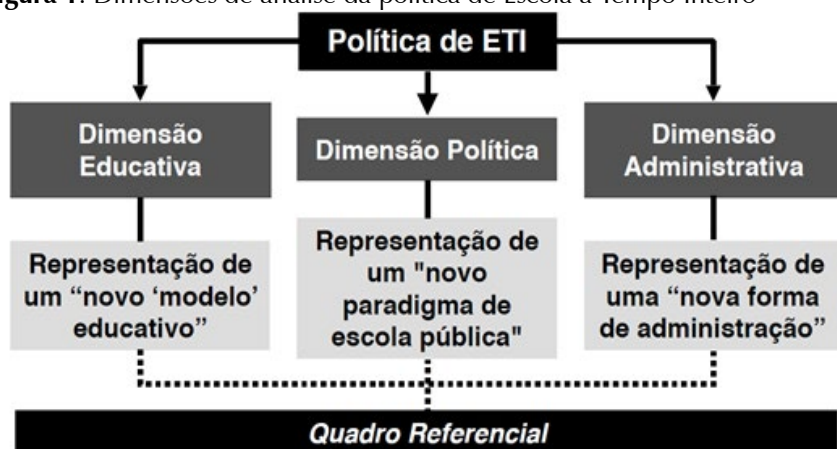 Figura 1. Dimensões de análise da política de Escola a Tempo Inteiro
Política de ETI
Dimensão
Educativa
Dimensão Política
Dimensão
Administrativa
Representação de
um “novo ‘modelo’
educativo”
Representação de
um "novo
paradigma de
escola pública"
Representação de
uma “nova forma
de administração”
Quadro Referencial